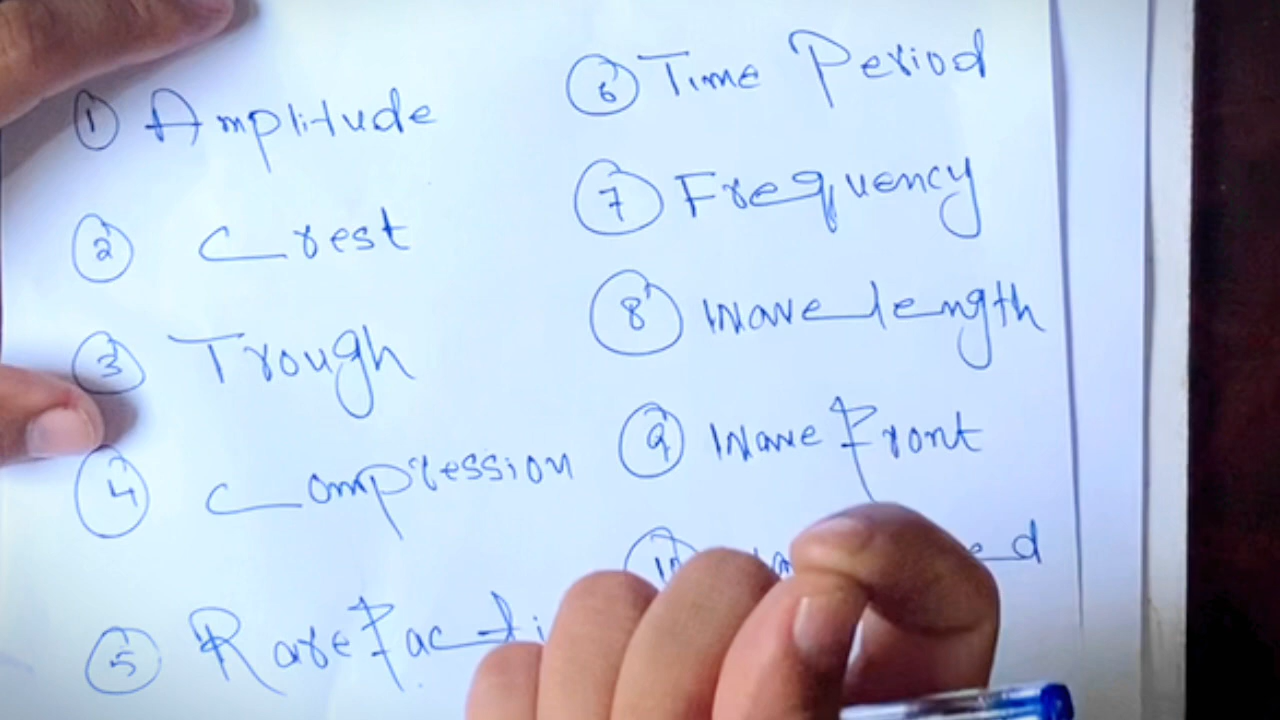 ① Amplitude
② Crest
③ Trough
④ Compression
⑤
⑥ Time Period
⑦ Frequency
⑧ Wavelength
⑨ Wave Front